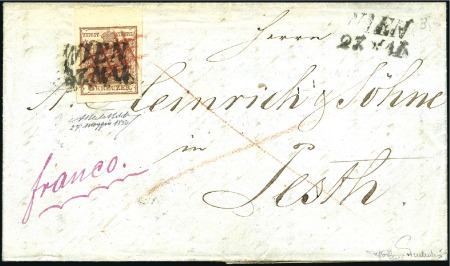 WIEN
27. MAI.
WIEN
27. MAI.
Herrn
A. Heinrich & Söhne
in
Pesth.
franco.